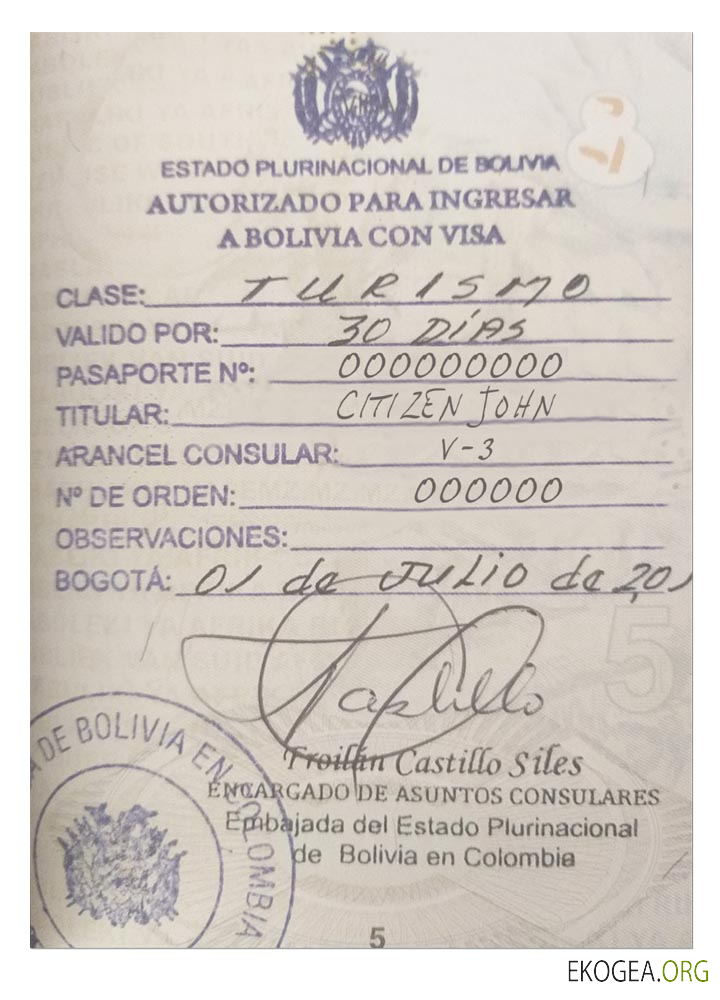 ESTADO PLURINACIONAL DE BOLIVIA
AUTORIZADO PARA INGRESAR
A BOLIVIA CON VISA
CLASE: TURISMO
VALIDO POR: 30 DÍAS
PASAPORTE Nº: 000000000
TITULAR: CITIZEN JOHN
ARANCEL CONSULAR: V-3
Nº DE ORDEN: 000000
OBSERVACIONES:
BOGOTÁ: 01 de JULIO de 201
Castillo
Froilán Castillo Siles
ENCARGADO DE ASUNTOS CONSULARES
Embajada del Estado Plurinacional
de Bolivia en Colombia
DE BOLIVIA EN COLOMBIA
5
5
EKOGEA.ORG